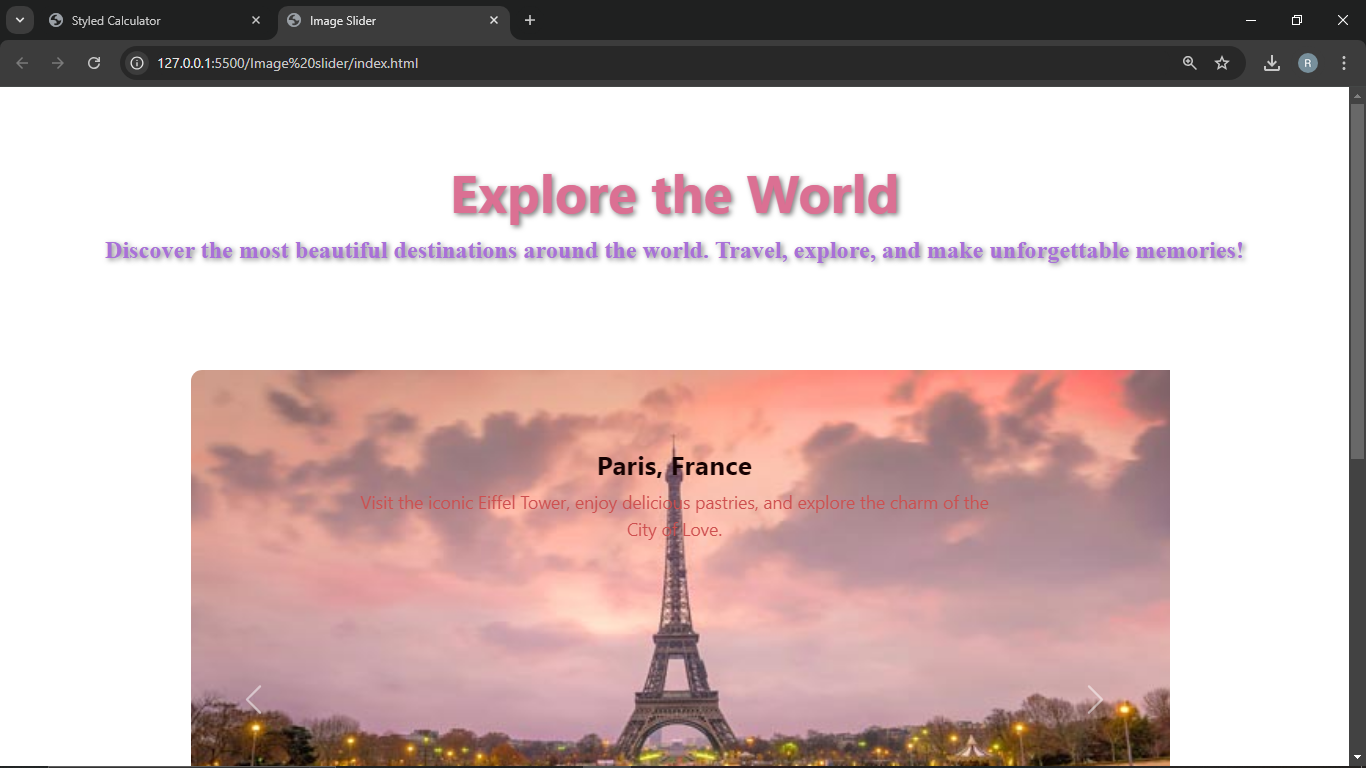 Styled Calculator
Image Slider
127.0.0.1:5500/Image%20slider/index.html
R
Explore the World
Discover the most beautiful destinations around the world. Travel, explore, and make unforgettable memories!
Paris, France
Visit the iconic Eiffel Tower, enjoy delicious pastries, and explore the charm of the
City of Love.